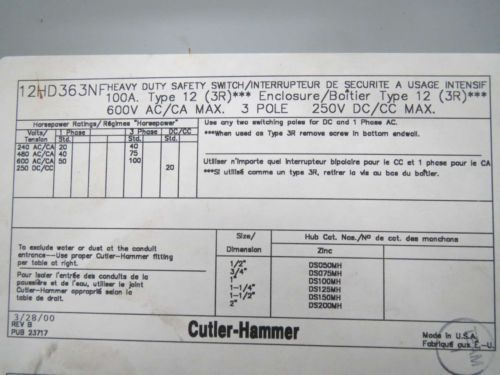 12HD363NF HEAVY DUTY SAFETY SWITCH/INTERRUPTEUR DE SECURITE A USAGE INTENSIF
100A. Type 12 (3R)*** Enclosure/Boîtier Type 12 (3R)***
600V AC/CA MAX. 3 POLE 250V DC/CC MAX.
Horsepower Ratings/Régimes "Horsepower"
Volts/ 1 Phase 3 Phase DC/CC
Tension Std. Std. Std.
240 AC/CA 20 40
480 AC/CA 40 75
600 AC/CA 50 100
250 DC/CC 20
Use any two switching poles for DC and 1 Phase AC.
***When used as Type 3R remove screw in bottom endwall.
Utiliser n'importe quel interrupteur bipolaire pour le CC et 1 phase pour le CA
***Si utilisé comme un type 3R, retirer la vis au bas du boîtier.
To exclude water or dust at the conduit
entrance--Use proper Cutler-Hammer fitting
per table at right.
Pour isoler l'entrée des conduits de la
poussière et de l'eau, utiliser le joint
Cutler-Hammer approprié selon la
table de droit.
Size/ Hub Cat. Nos./Nº de cat. des manchons
Dimension Zinc
1/2" DS050MH
3/4" DS075MH
1" DS100MH
1-1/4" DS125MH
1-1/2" DS150MH
2" DS200MH
3/28/00
REV B
PUB 23717
Cutler-Hammer
Made in U.S.A.
Fabriqué aux É.-U.